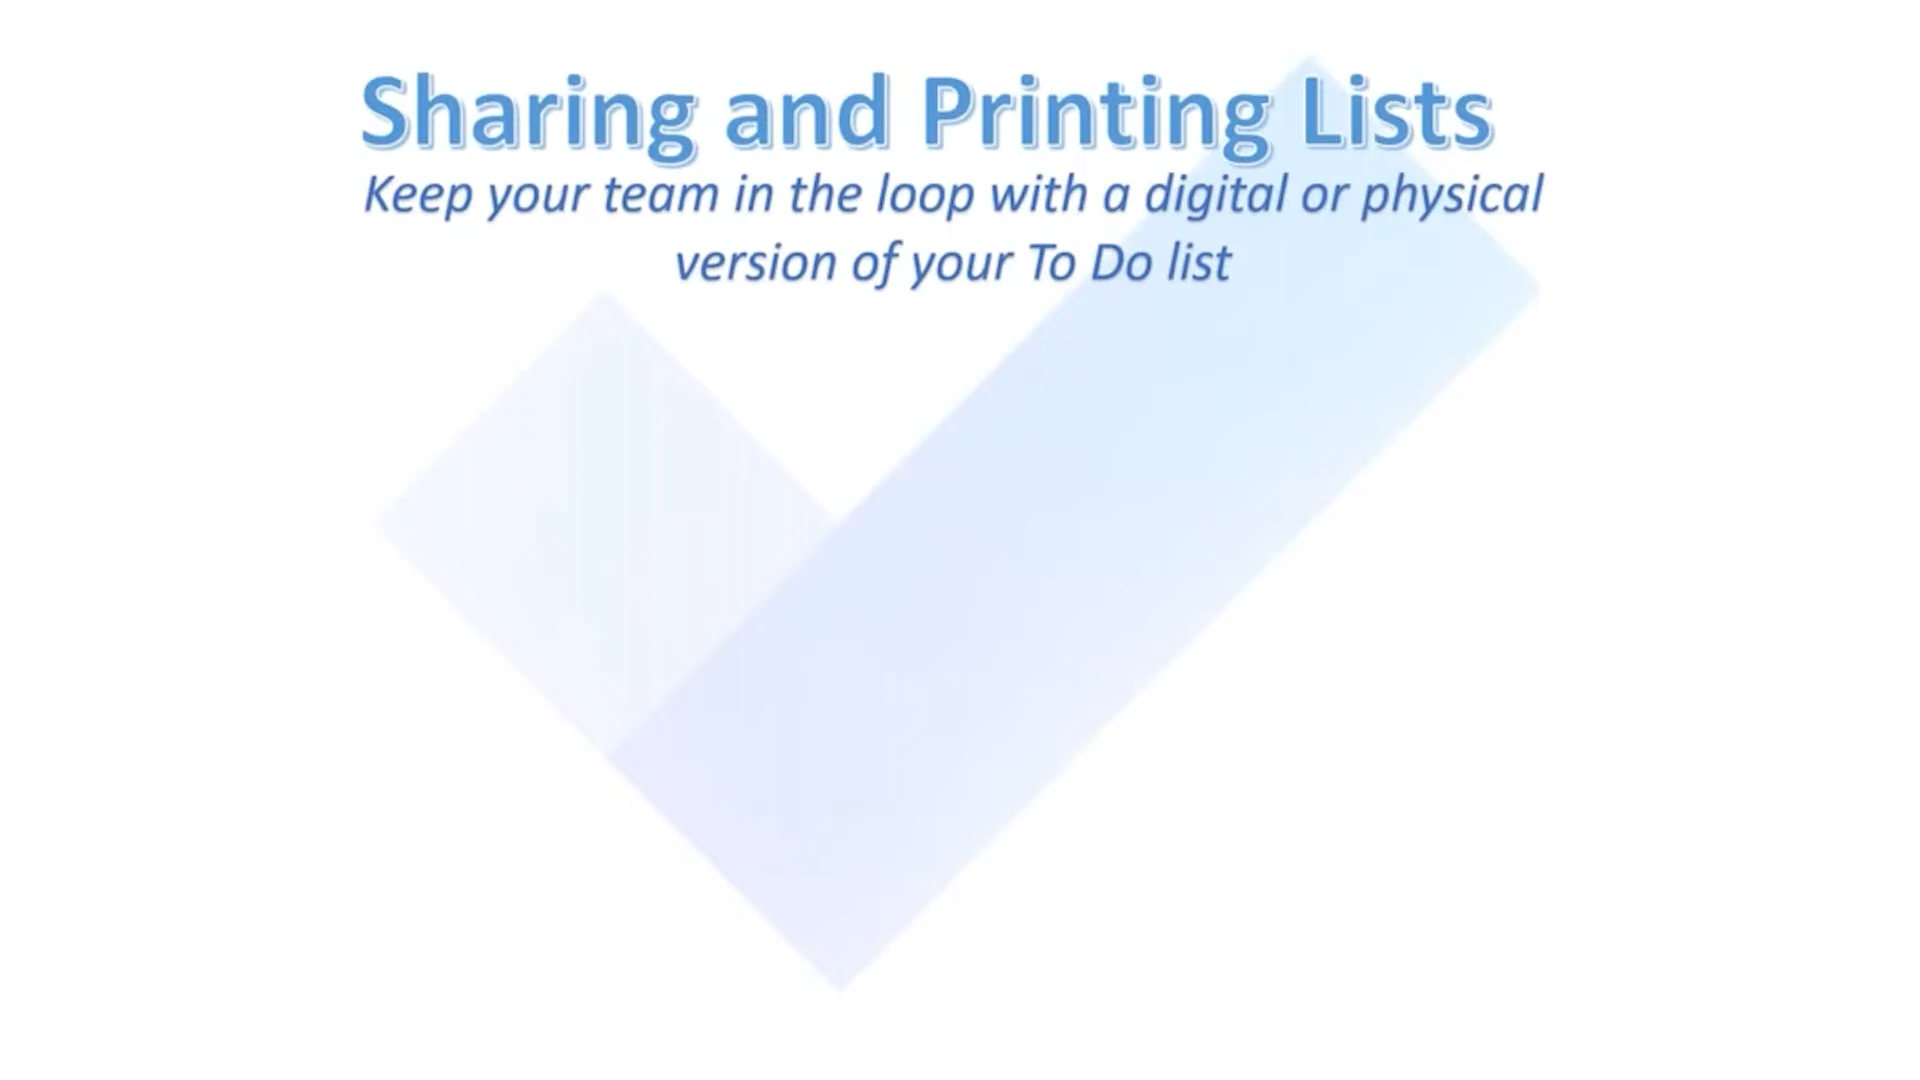 Sharing and Printing Lists
Keep your team in the loop with a digital or physical
version of your To Do list